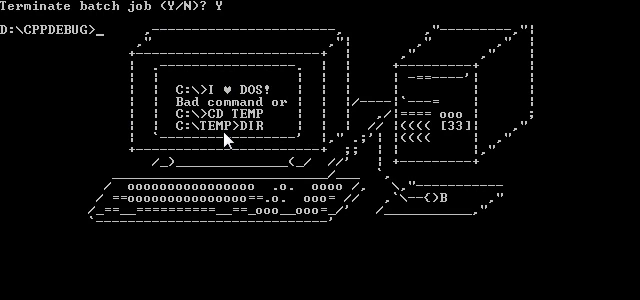 Terminate batch job (Y/N)? Y
D:\CPPDEBUG>_
C:\>I ♥ DOS!
Bad command or
C:\>CD TEMP
C:\TEMP>DIR
[33]